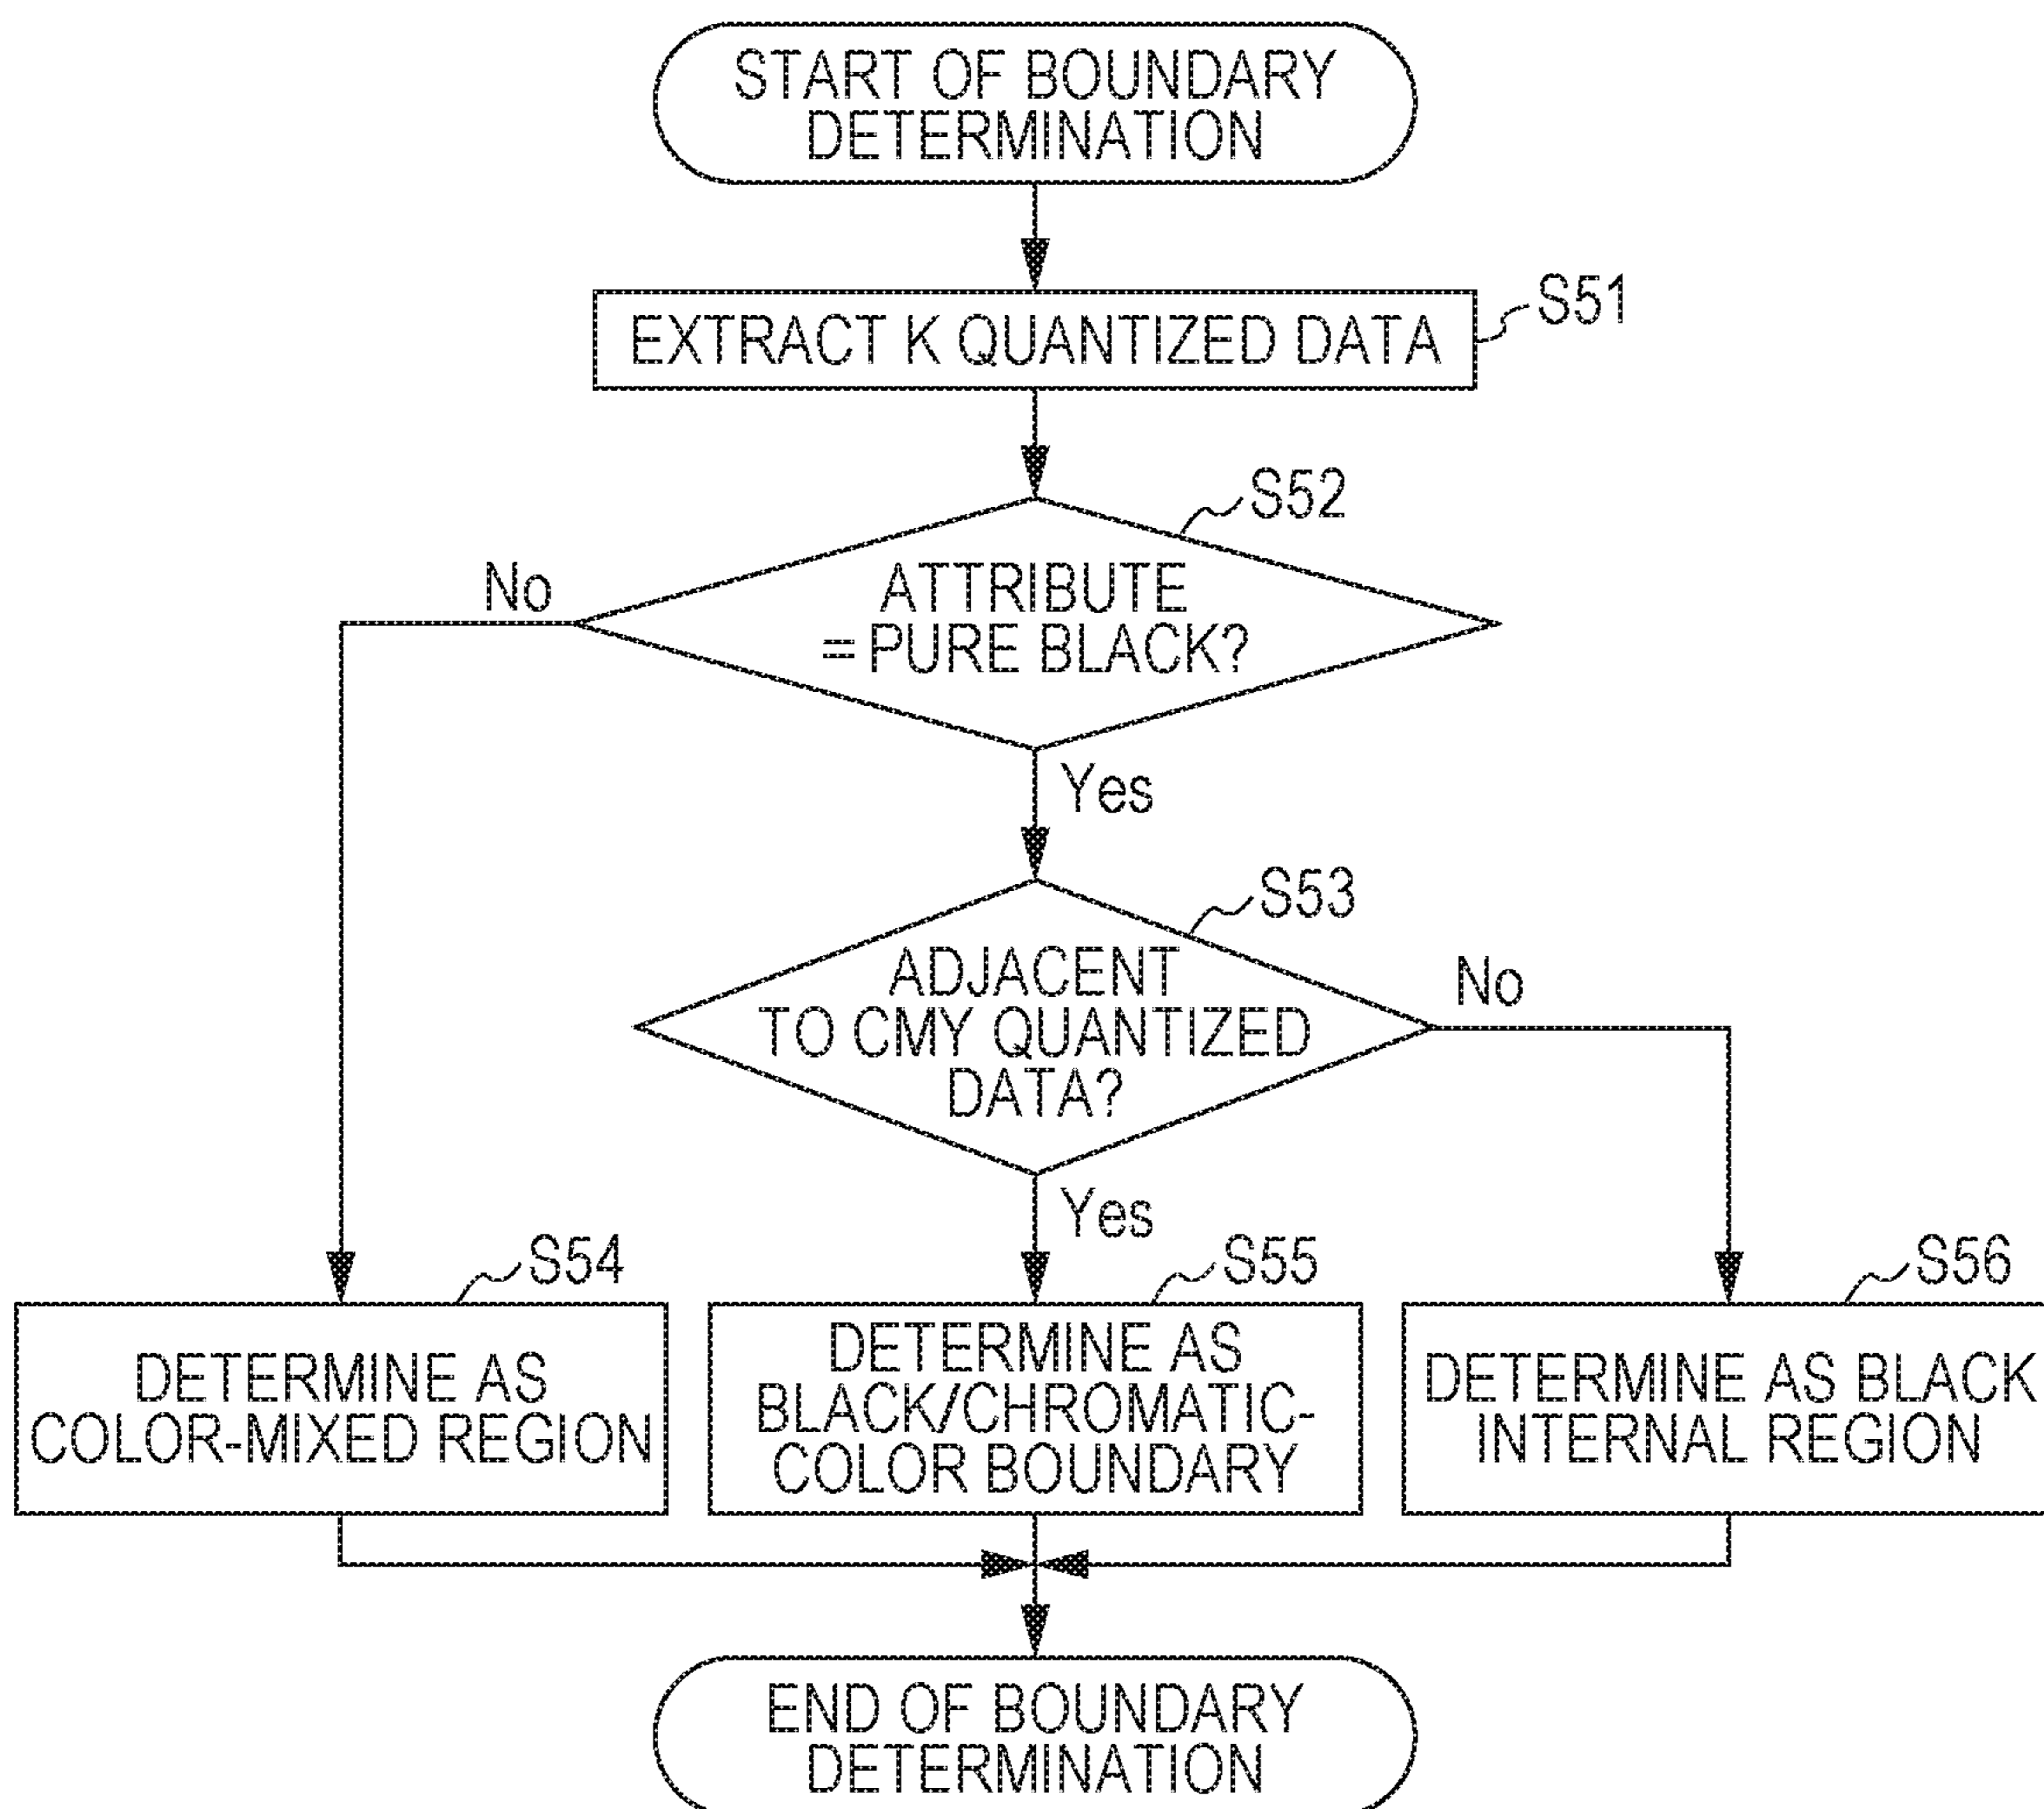 START OF BOUNDARY
DETERMINATION
EXTRACT K QUANTIZED DATA
S51
S52
ATTRIBUTE
= PURE BLACK?
No
Yes
S53
ADJACENT
TO CMY QUANTIZED
DATA?
No
Yes
S54
DETERMINE AS
COLOR-MIXED REGION
S55
DETERMINE AS
BLACK/CHROMATIC-
COLOR BOUNDARY
S56
DETERMINE AS BLACK
INTERNAL REGION
END OF BOUNDARY
DETERMINATION